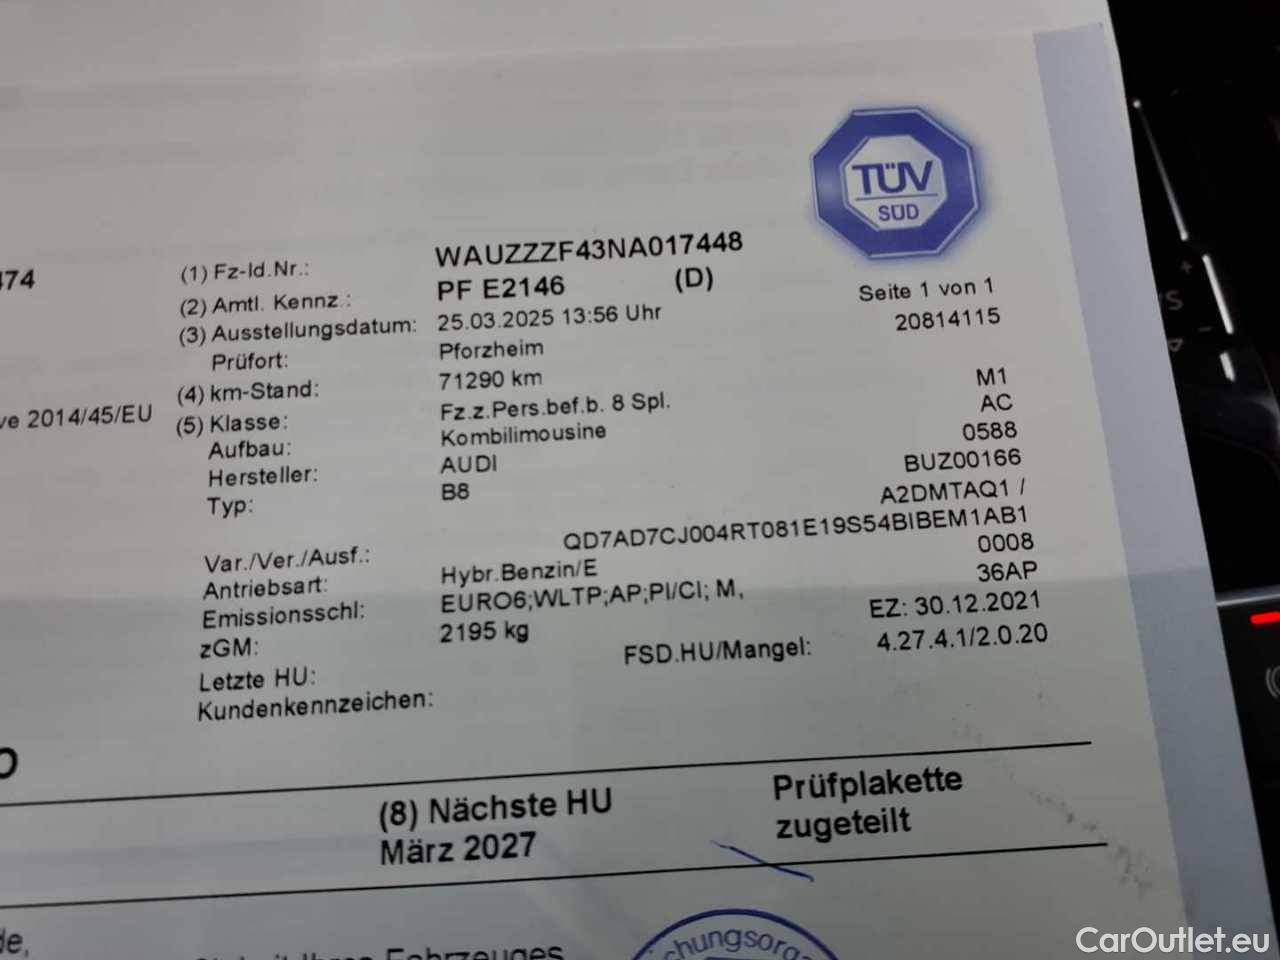 TÜV
SÜD
474
(1) Fz-Id.Nr.: WAUZZZF43NA017448
(2) Amtl. Kennz.: PF E2146 (D)
Seite 1 von 1
(3) Ausstellungsdatum: 25.03.2025 13:56 Uhr 20814115
Prüfort: Pforzheim
(4) km-Stand: 71290 km
ve 2014/45/EU
(5) Klasse: Fz.z.Pers.bef.b. 8 Spl. M1
Aufbau: Kombilimousine AC
Hersteller: AUDI 0588
Typ: B8 BUZ00166
A2DMTAQ1 /
Var./Ver./Ausf.: QD7AD7CJ004RT081E19S54BIBEM1AB1
Antriebsart: Hybr.Benzin/E 0008
Emissionsschl: EURO6;WLTP;AP;PI/CI; M, 36AP
zGM: 2195 kg EZ: 30.12.2021
Letzte HU: FSD.HU/Mangel: 4.27.4.1/2.0.20
Kundenkennzeichen:
(8) Nächste HU
März 2027
Prüfplakette
zugeteilt
de,
Fahrzeuges
chungsorga
CarOutlet.eu